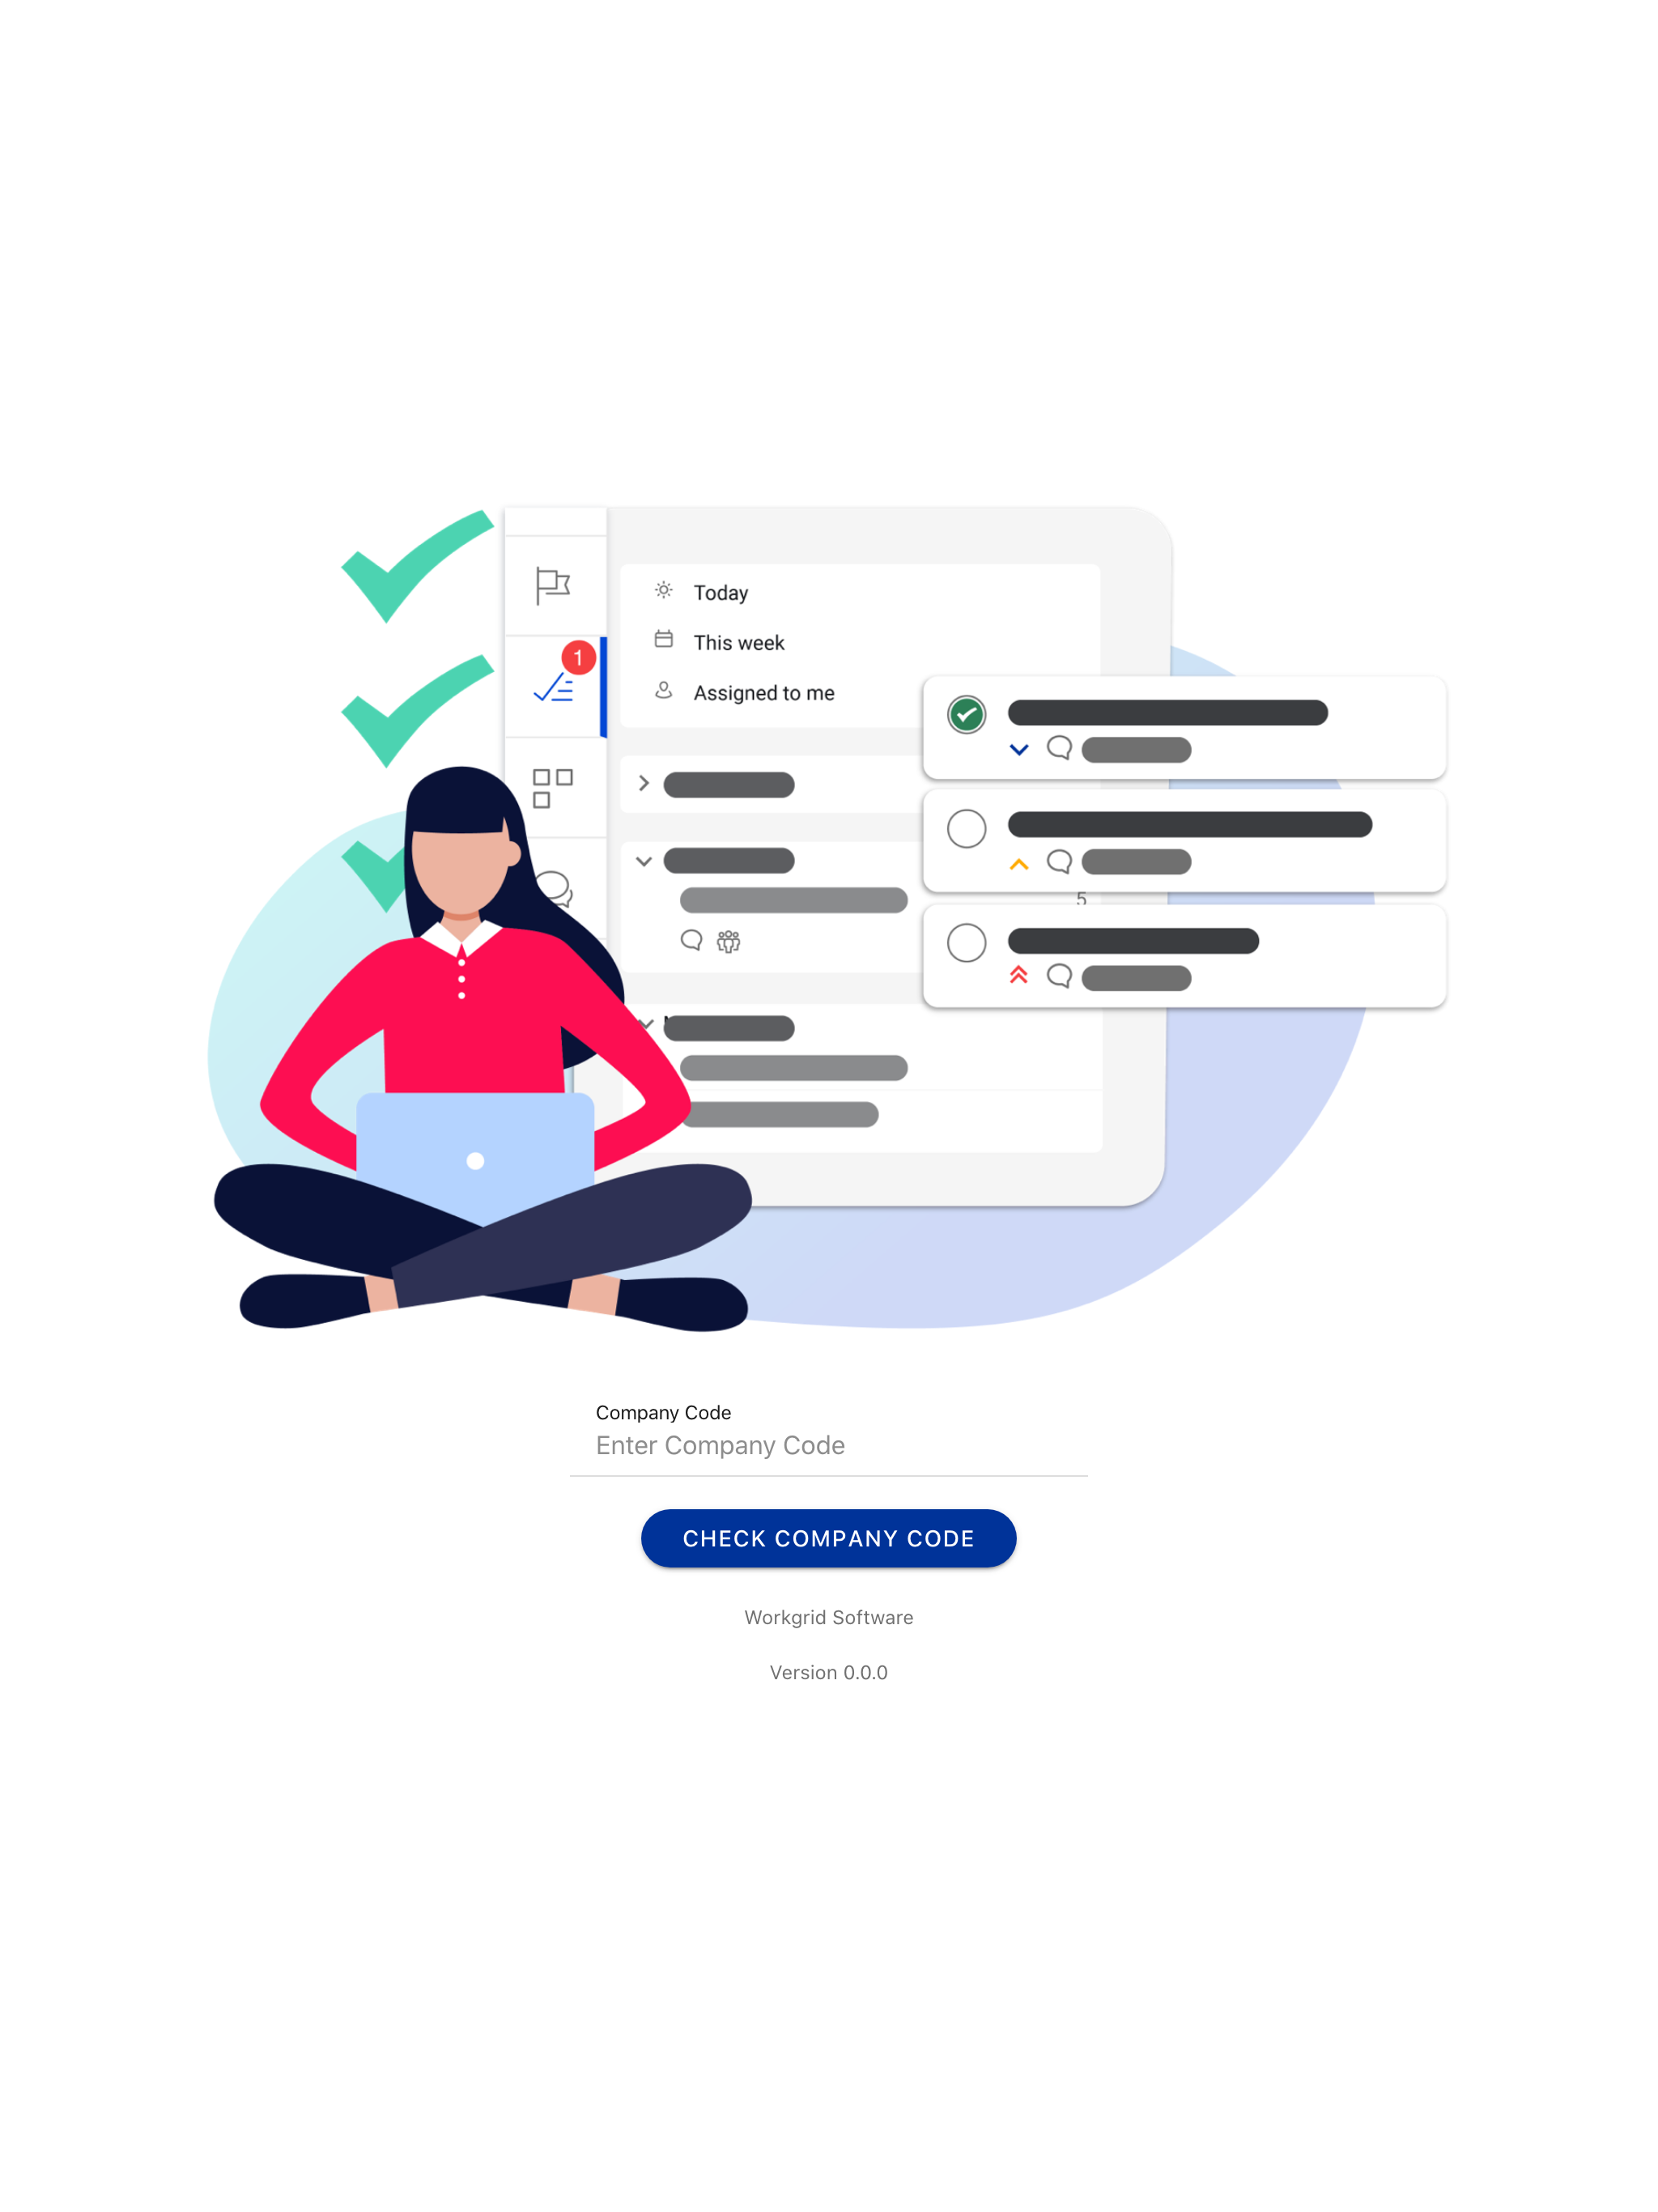 1
Today
This week
Assigned to me
5
Company Code
Enter Company Code
CHECK COMPANY CODE
Workgrid Software
Version 0.0.0